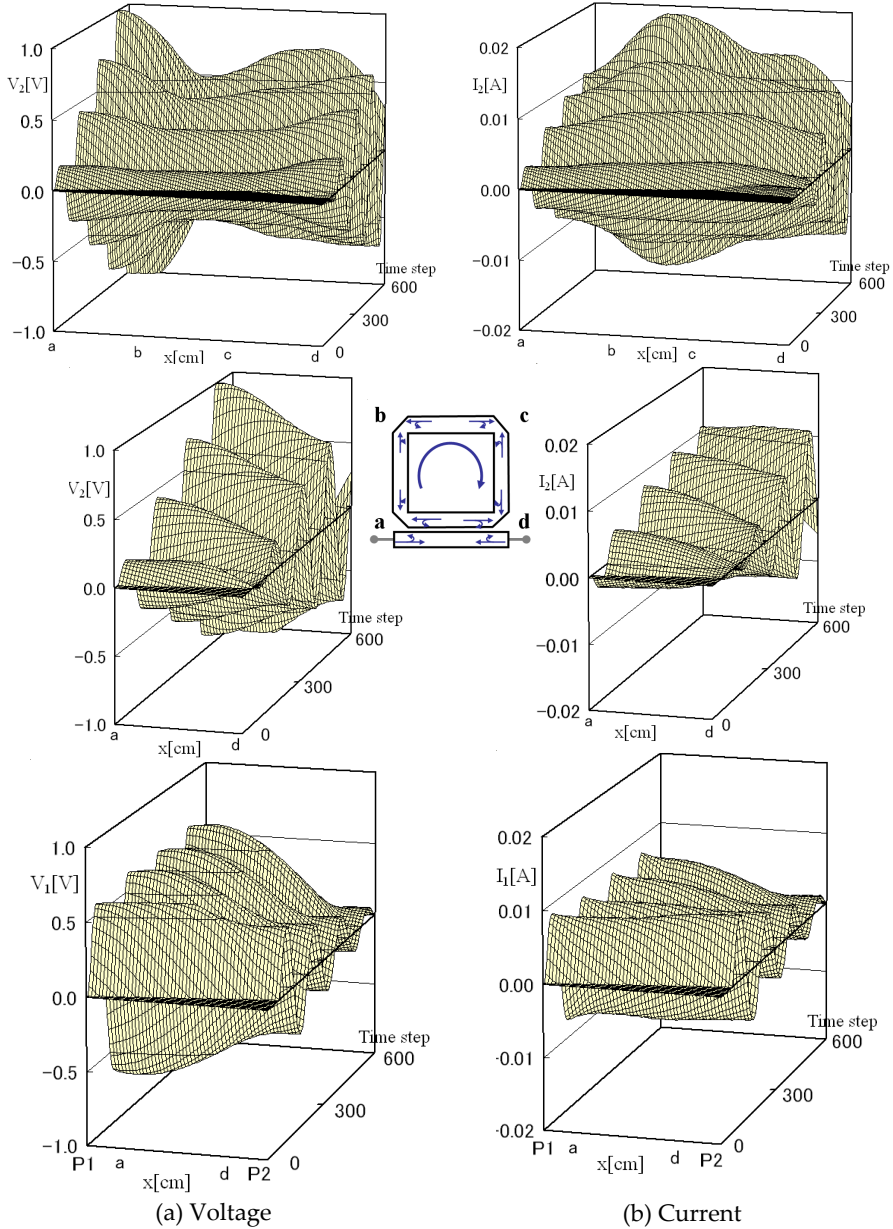 1.0
V2[V]
0.5
0.0
−0.5
−1.0
a
b
x[cm]
c
d
0
300
600
Time step
0.02
I2[A]
0.01
0.00
−0.01
−0.02
a
b
x[cm]
c
d
0
300
600
Time step
1.0
V2[V]
0.5
0.0
−0.5
−1.0
a
x[cm]
d
0
300
600
Time step
b
c
a
d
0.02
I2[A]
0.01
0.00
−0.01
−0.02
a
x[cm]
d
0
300
600
Time step
1.0
V1[V]
0.5
0.0
−0.5
−1.0
P1
a
x[cm]
d
P2
0
300
600
Time step
0.02
I1[A]
0.01
0.00
-0.01
-0.02
P1
a
x[cm]
d
P2
0
300
600
Time step
(a) Voltage
(b) Current